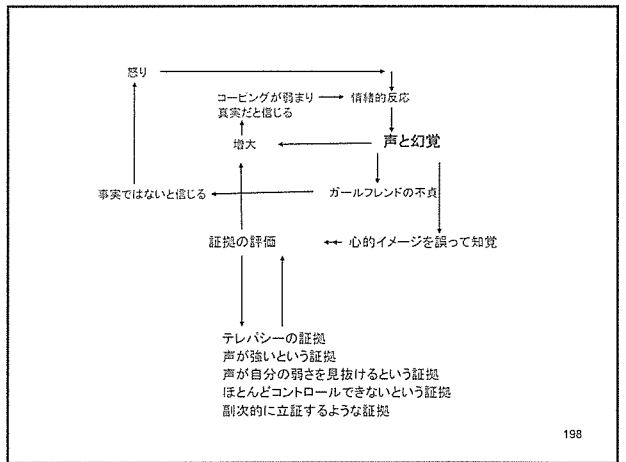 怒り
コーピングが弱まり
真実だと信じる
情緒的反応
増大
声と幻覚
事実ではないと信じる
ガールフレンドの不貞
証拠の評価
心的イメージを誤って知覚
テレパシーの証拠
声が強いという証拠
声が自分の弱さを見抜けるという証拠
ほとんどコントロールできないという証拠
副次的に立証するような証拠
198